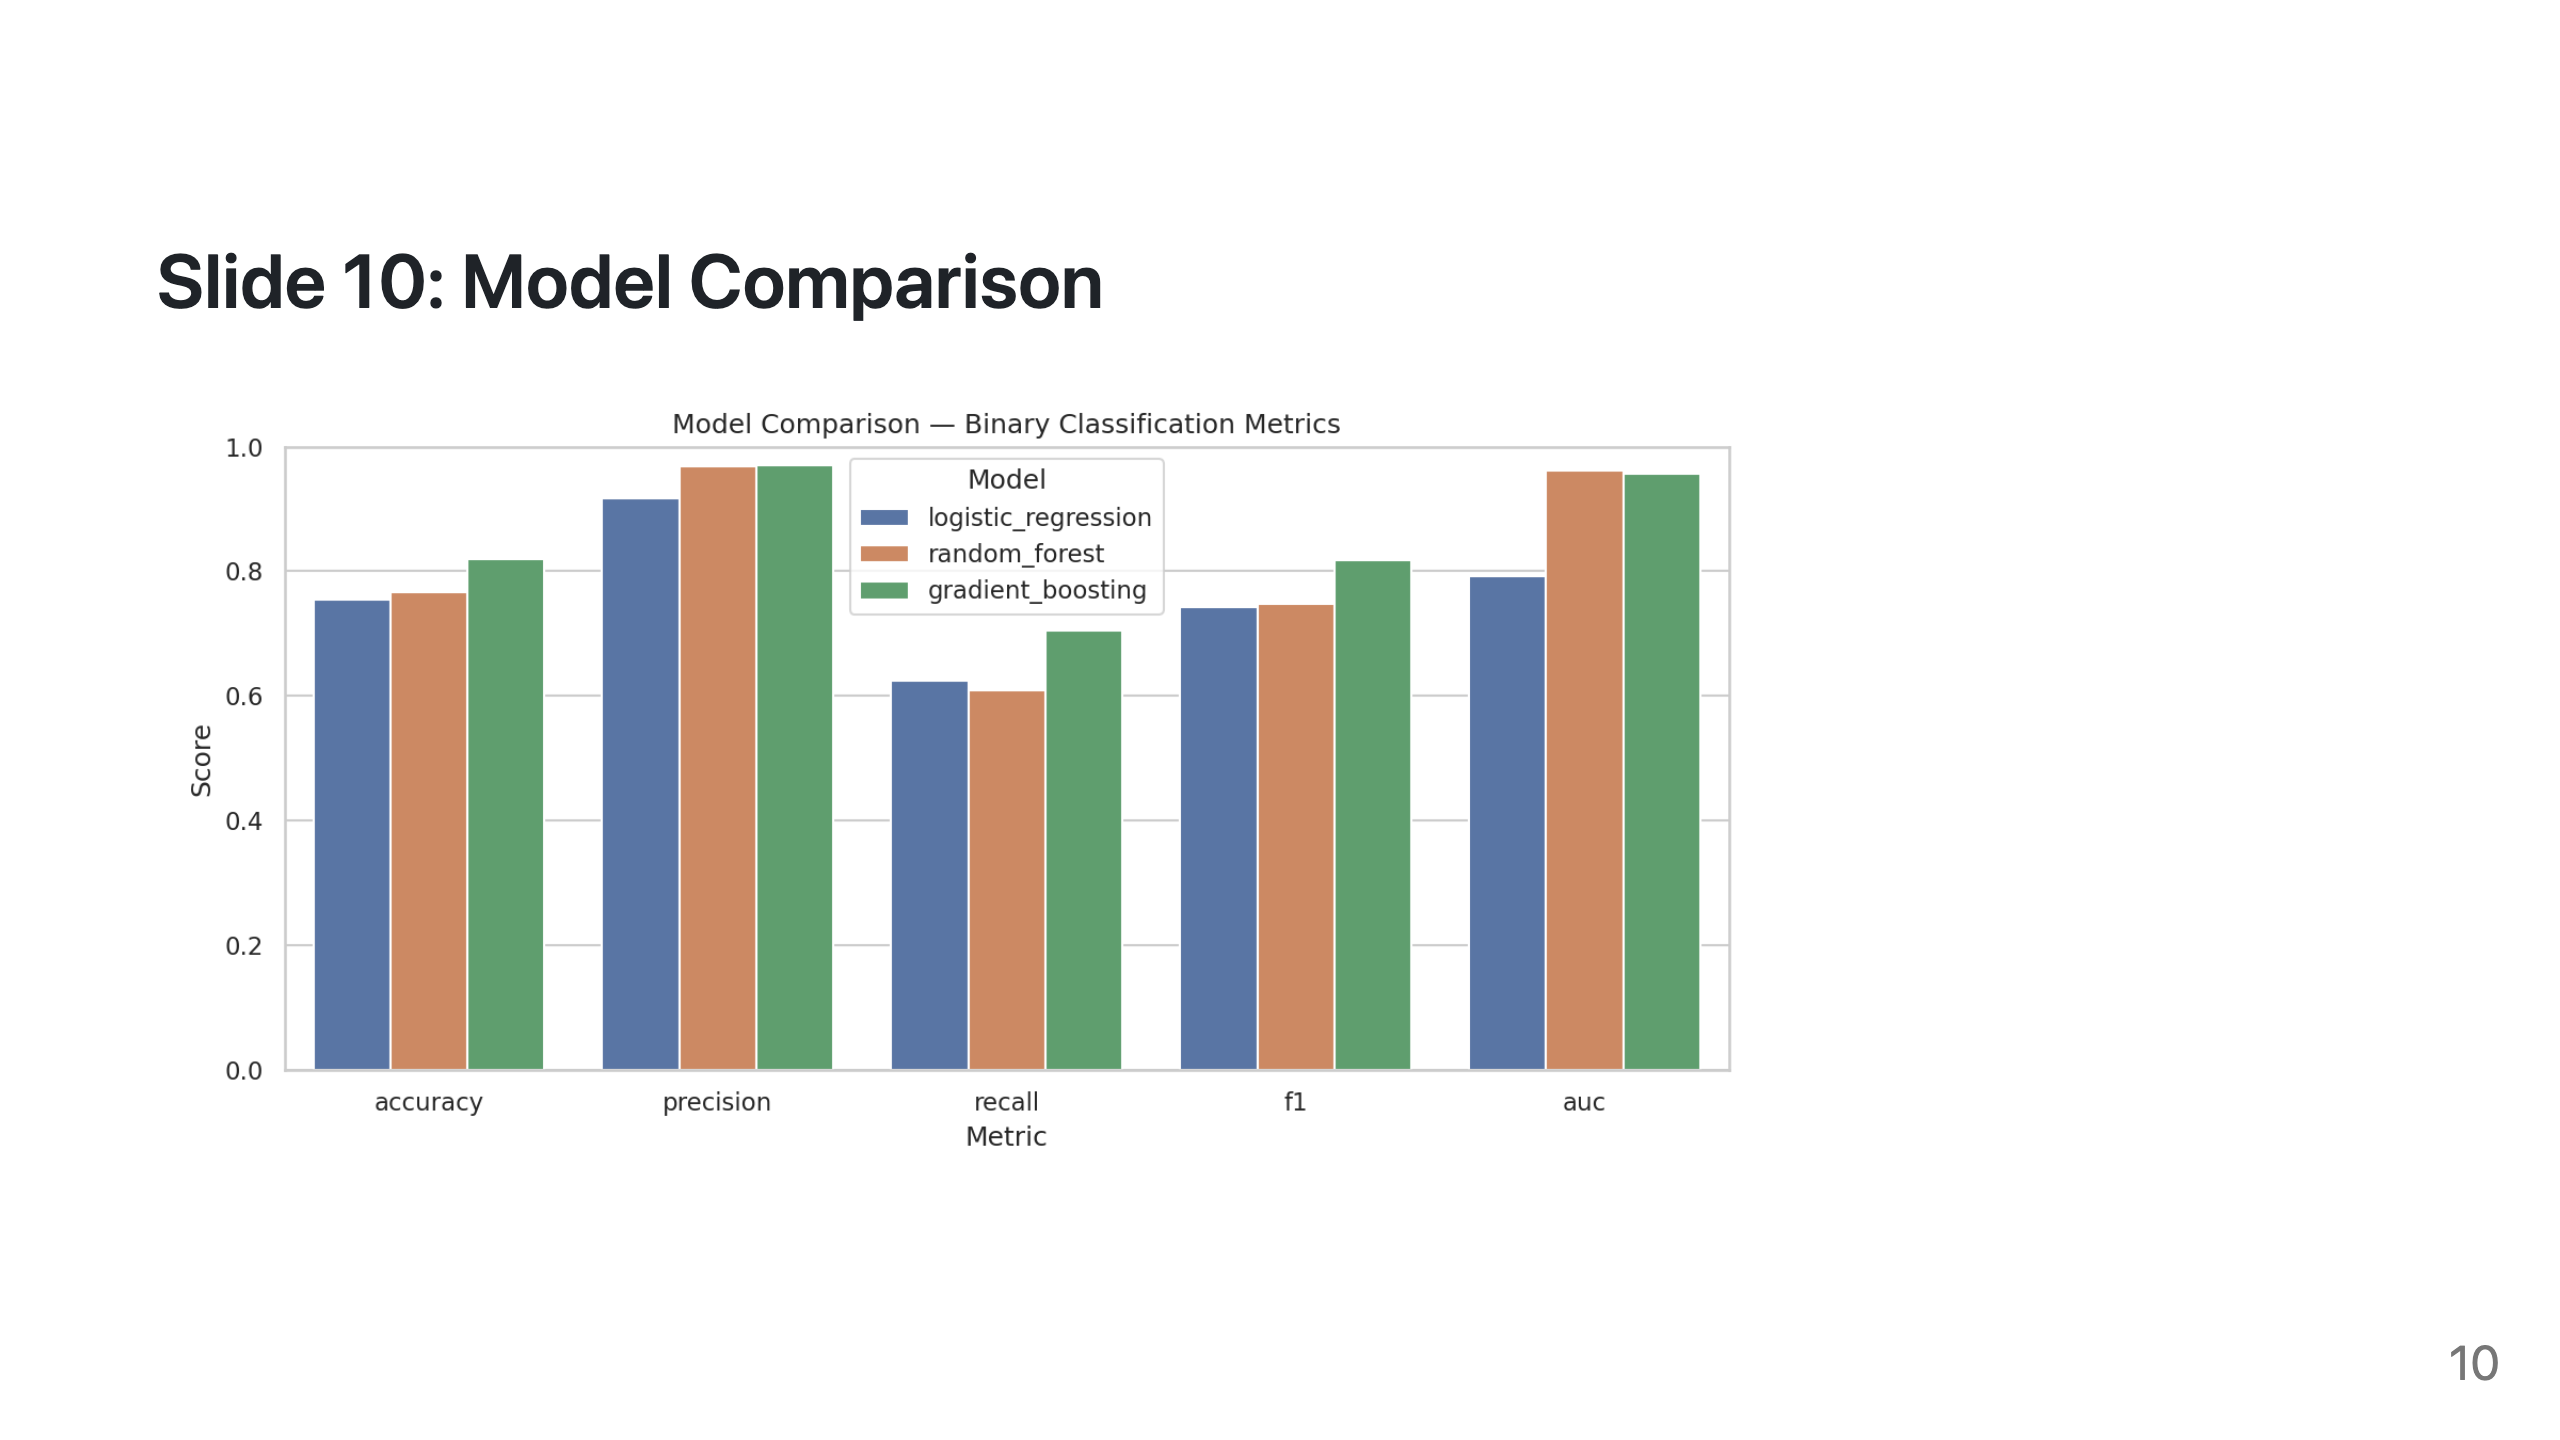 Slide 10: Model Comparison
Model Comparison — Binary Classification Metrics
1.0
0.8
0.6
0.4
0.2
0.0
Score
Model
logistic_regression
random_forest
gradient_boosting
accuracy precision recall f1 auc
Metric
10